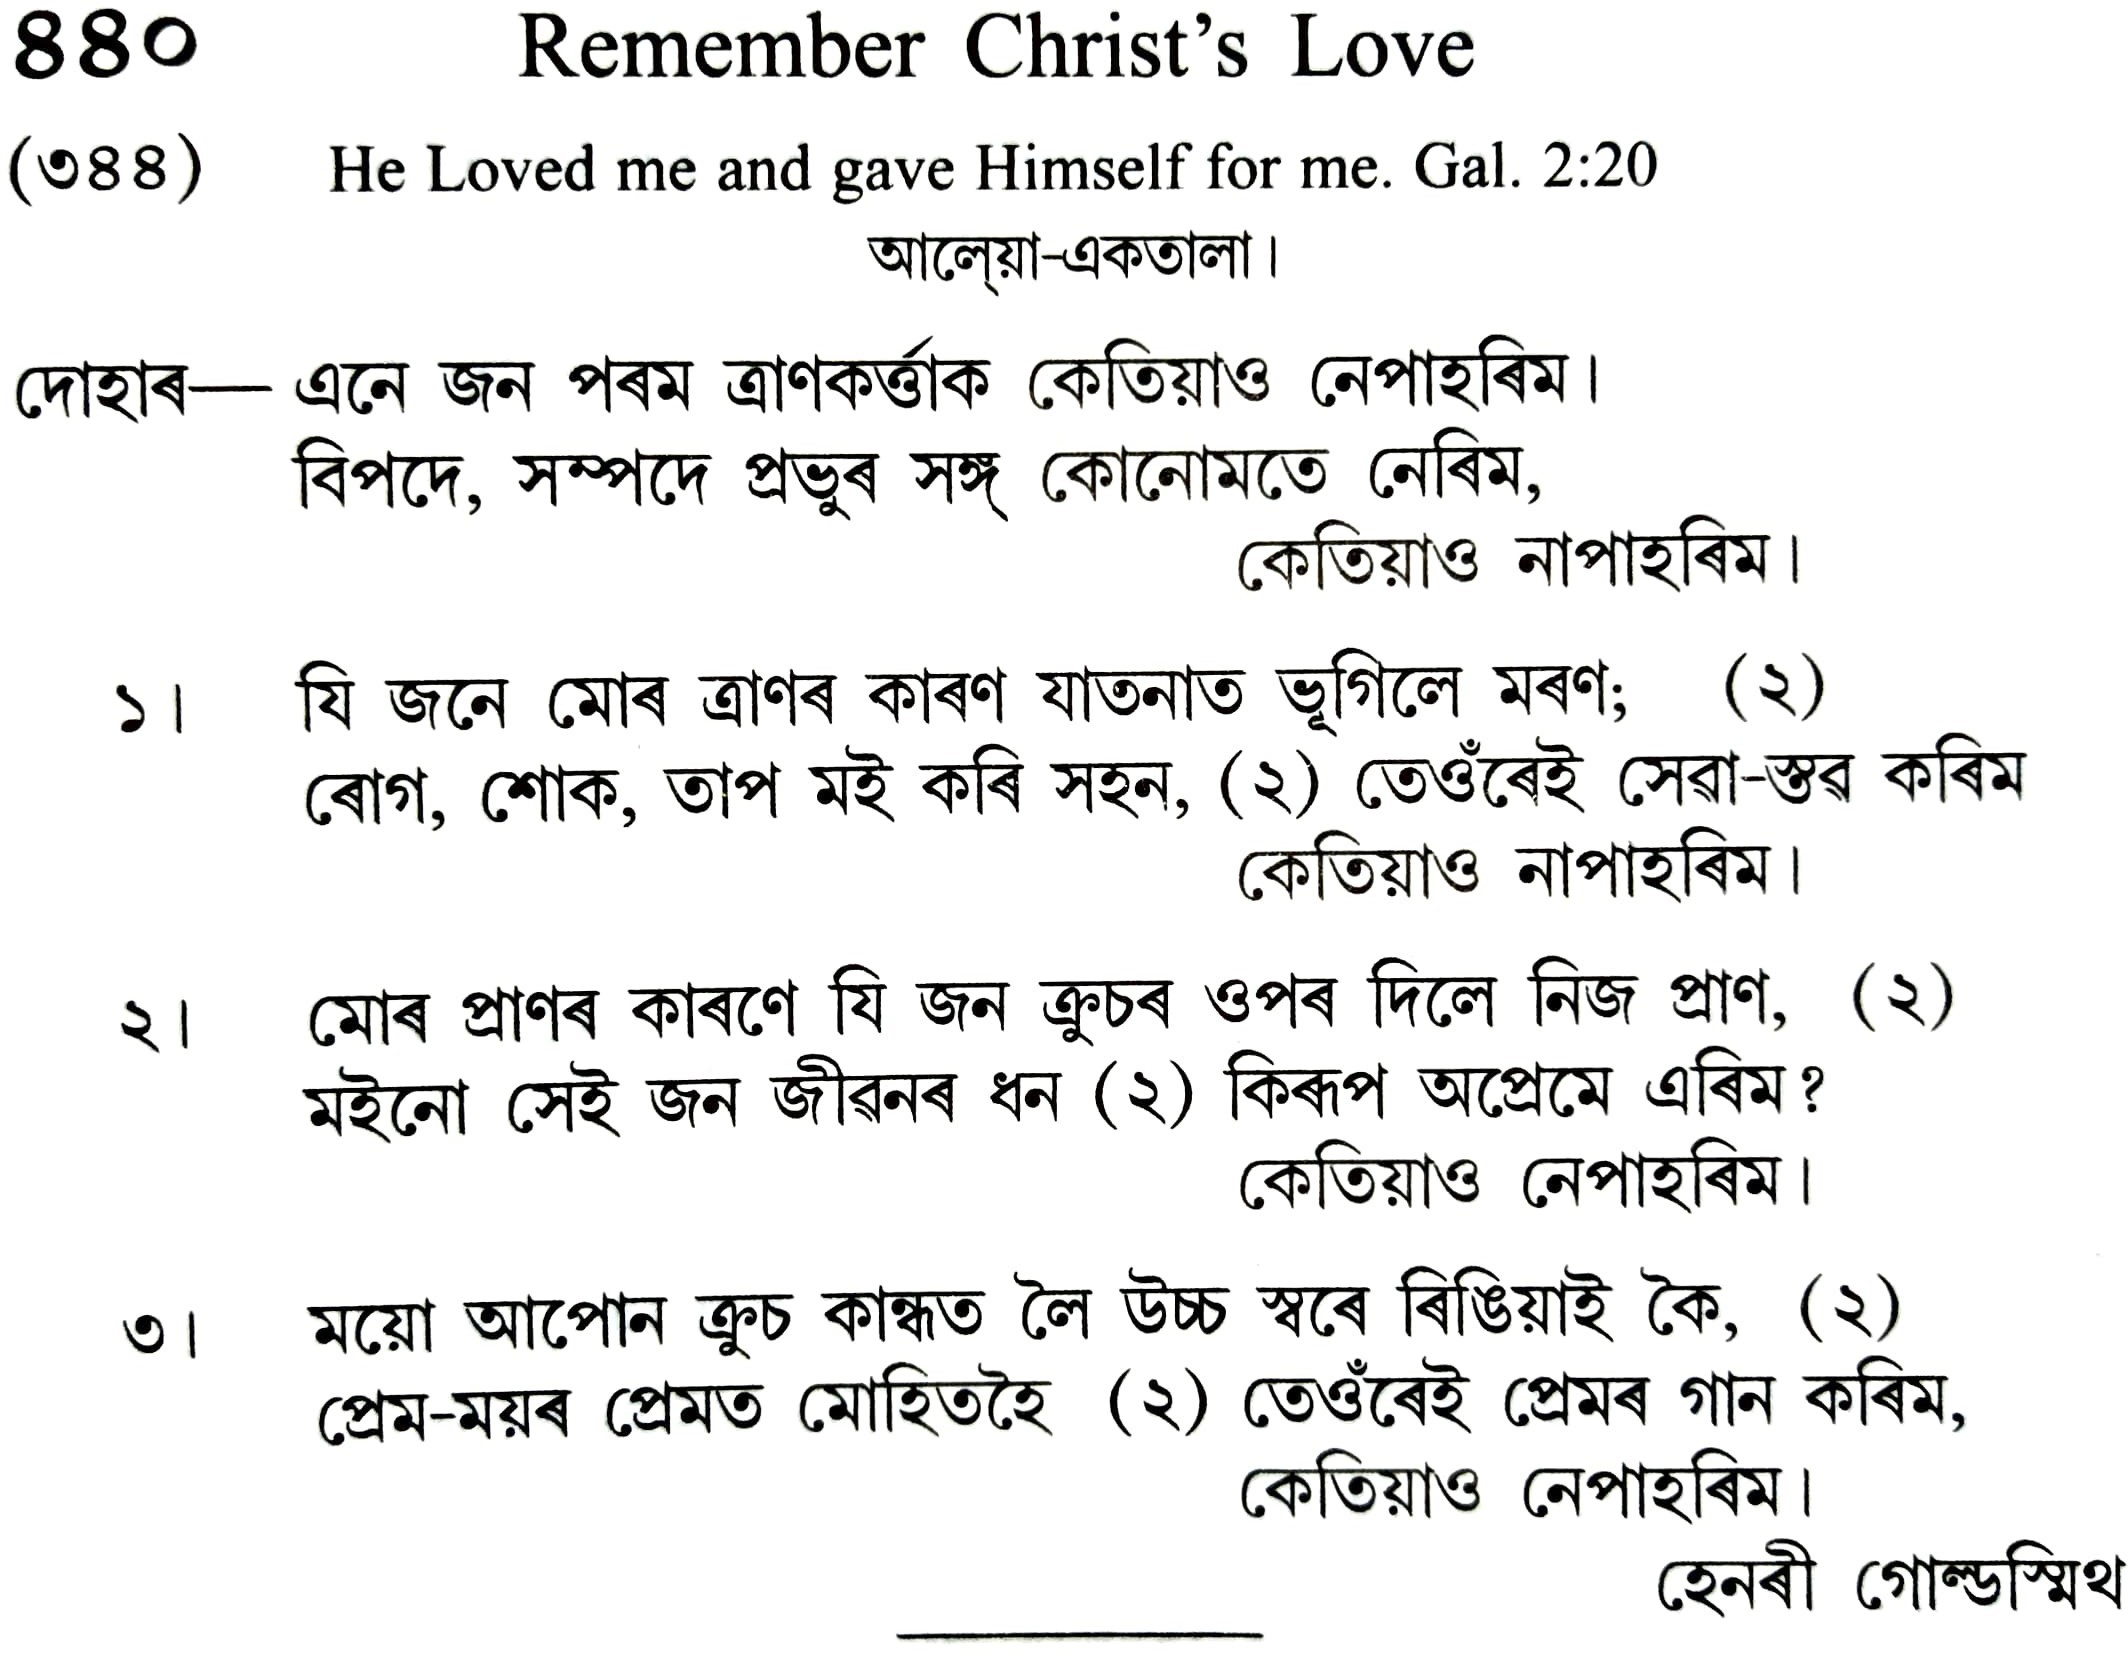 ৪৪০ Remember Christ’s Love
(৩৪৪) He Loved me and gave Himself for me. Gal. 2:20
আলেয়্া-একতালা।
দোহাৰ— এনে জন পৰম ত্ৰাণকৰ্ত্তাক কেতিয়াও নেপাহৰিম।
বিপদে, সম্পদে প্ৰভুৰ সঙ্গ্ কোনোমতে নেৰিম,
কেতিয়াও নাপাহৰিম।
১। যি জনে মোৰ ত্ৰাণৰ কাৰণ যাতনাত ভূগিলে মৰণ; (২)
ৰোগ, শোক, তাপ মই কৰি সহন, (২) তেওঁৰেই সেৱা-স্তৱ কৰিম
কেতিয়াও নাপাহৰিম।
২। মোৰ প্ৰাণৰ কাৰণে যি জন ক্ৰুচৰ ওপৰ দিলে নিজ প্ৰাণ, (২)
মইনো সেই জন জীৱনৰ ধন (২) কিৰূপ অপ্ৰেমে এৰিম?
কেতিয়াও নেপাহৰিম।
৩। ময়ো আপোন ক্ৰুচ কান্ধত লৈ উচ্চ স্বৰে ৰিঙিয়াই কৈ, (২)
প্ৰেম-ময়ৰ প্ৰেমত মোহিতহৈ (২) তেওঁৰেই প্ৰেমৰ গান কৰিম,
কেতিয়াও নেপাহৰিম।
হেনৰী গোল্ডস্মিথ